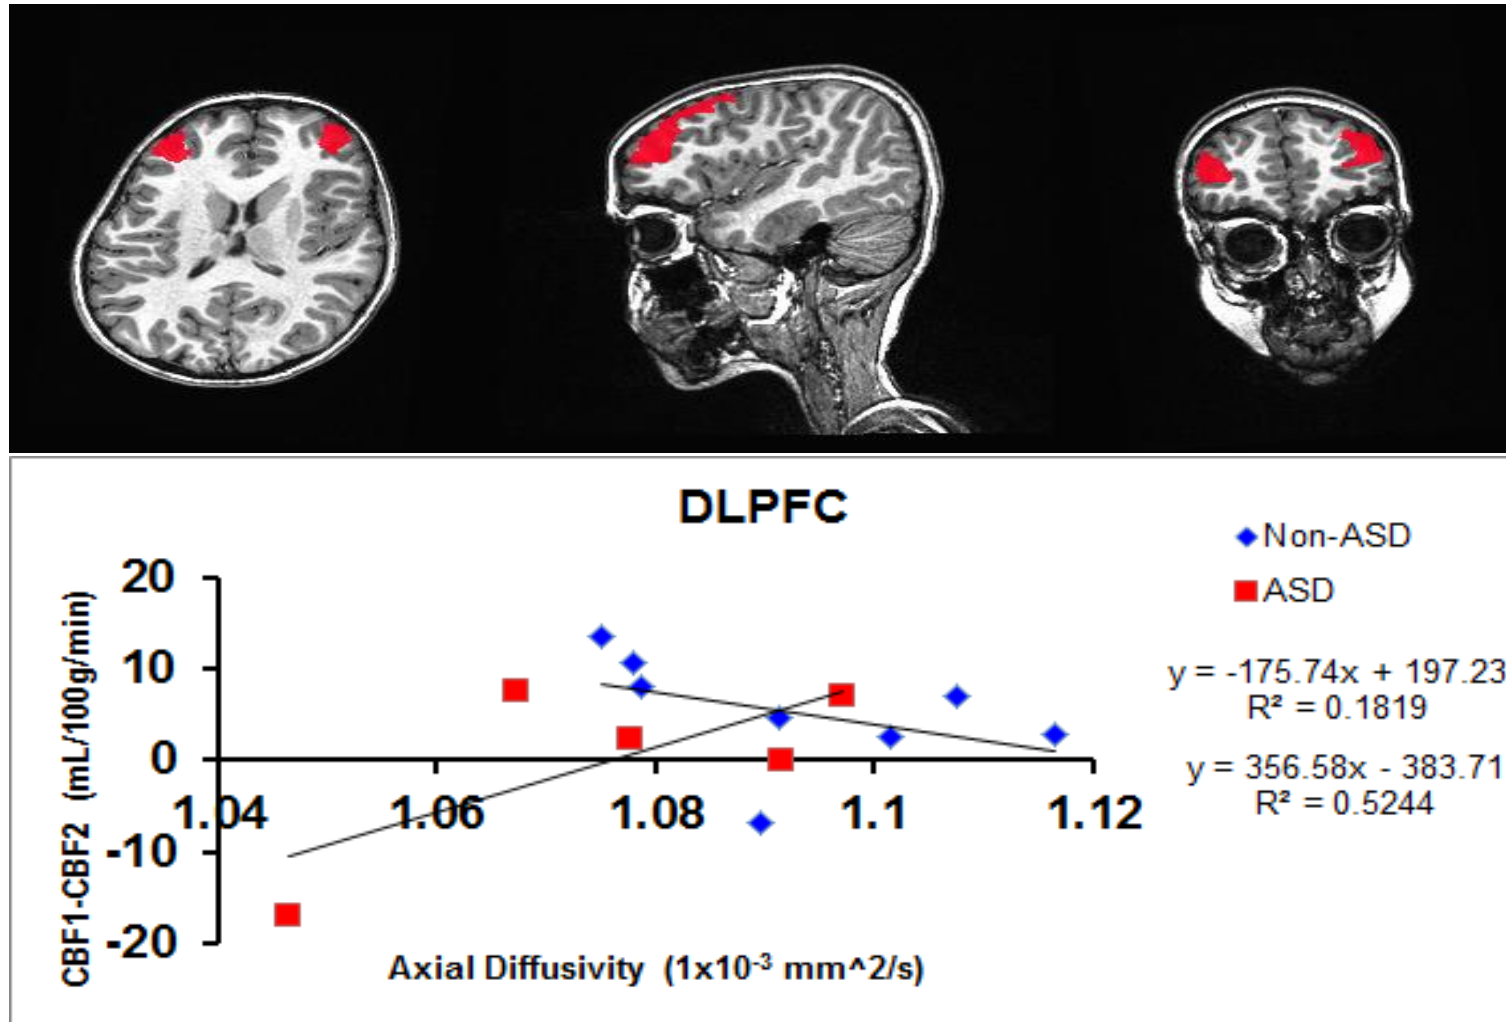 DLPFC
Non-ASD
ASD
y = -175.74x + 197.23
R² = 0.1819
y = 356.58x - 383.71
R² = 0.5244
CBF1-CBF2 (mL/100g/min)
20
10
0
-10
-20
1.04 1.06 1.08 1.1 1.12
Axial Diffusivity (1x10⁻³ mm^2/s)